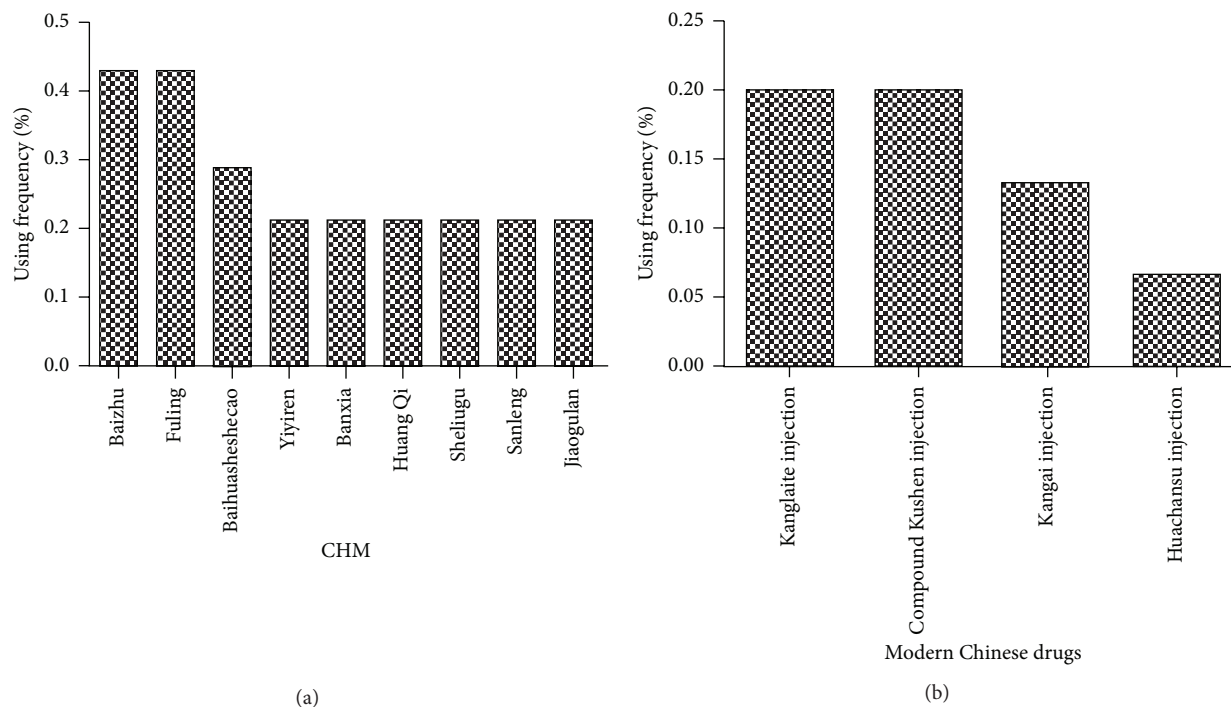 Using frequency (%)
0.5
0.4
0.3
0.2
0.1
0.0
Baizhu
Fuling
Baihuasheshecao
Yiyiren
Banxia
Huang Qi
Sheliugu
Sanleng
Jiaogulan
CHM
(a)
Using frequency (%)
0.25
0.20
0.15
0.10
0.05
0.00
Kanglaite injection
Compound Kushen injection
Kangai injection
Huachansu injection
Modern Chinese drugs
(b)